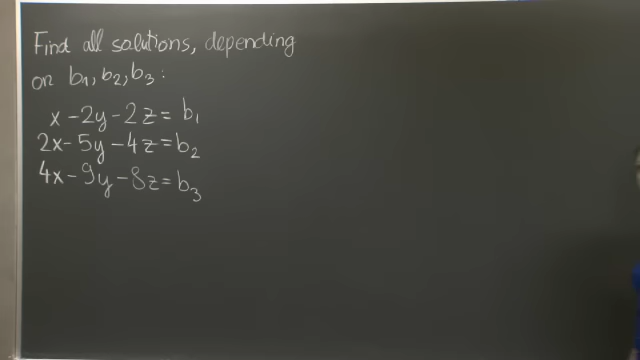 Find all solutions, depending
on b₁, b₂, b₃ :
x - 2y - 2z = b₁
2x - 5y - 4z = b₂
4x - 9y - 8z = b₃